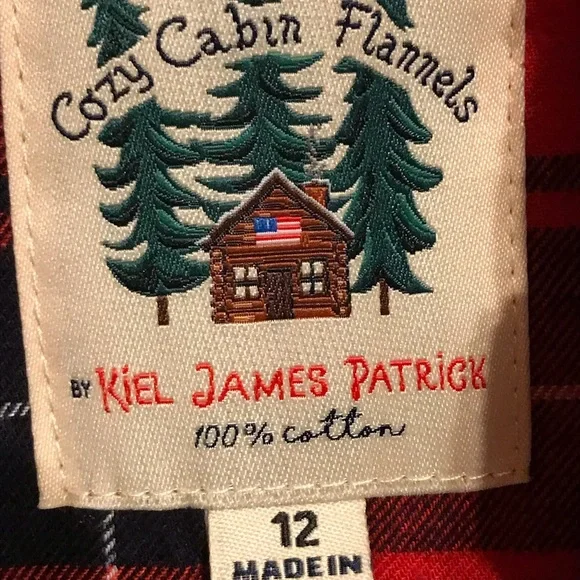 Cozy Cabin Flannels
BY KiEL JAMES PATRiCK
100% cotton
12
MADE IN